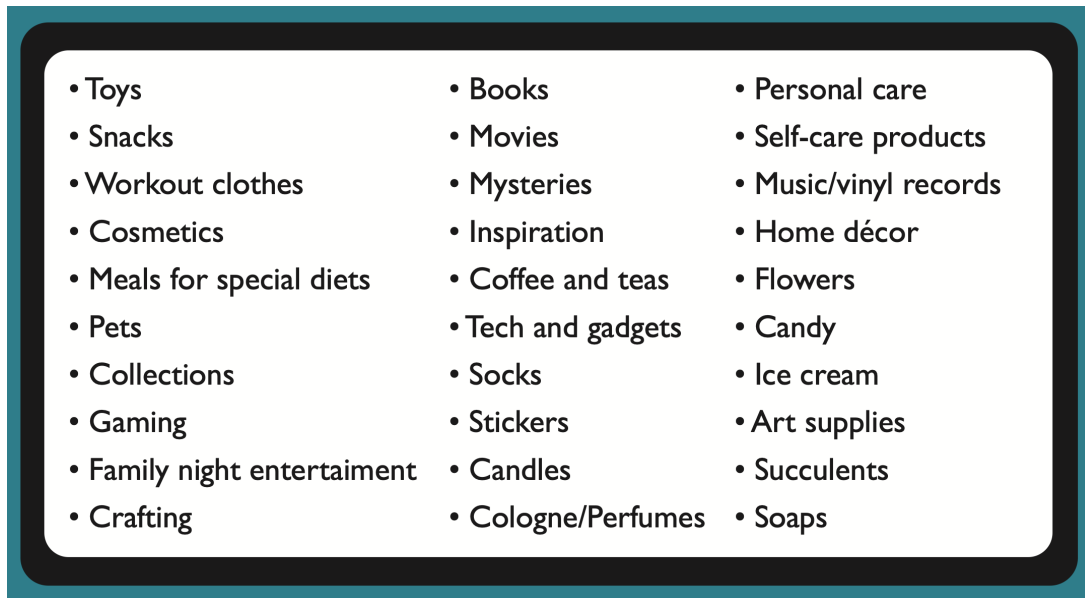 • Toys
• Snacks
• Workout clothes
• Cosmetics
• Meals for special diets
• Pets
• Collections
• Gaming
• Family night entertaiment
• Crafting
• Books
• Movies
• Mysteries
• Inspiration
• Coffee and teas
• Tech and gadgets
• Socks
• Stickers
• Candles
• Cologne/Perfumes
• Personal care
• Self-care products
• Music/vinyl records
• Home décor
• Flowers
• Candy
• Ice cream
• Art supplies
• Succulents
• Soaps